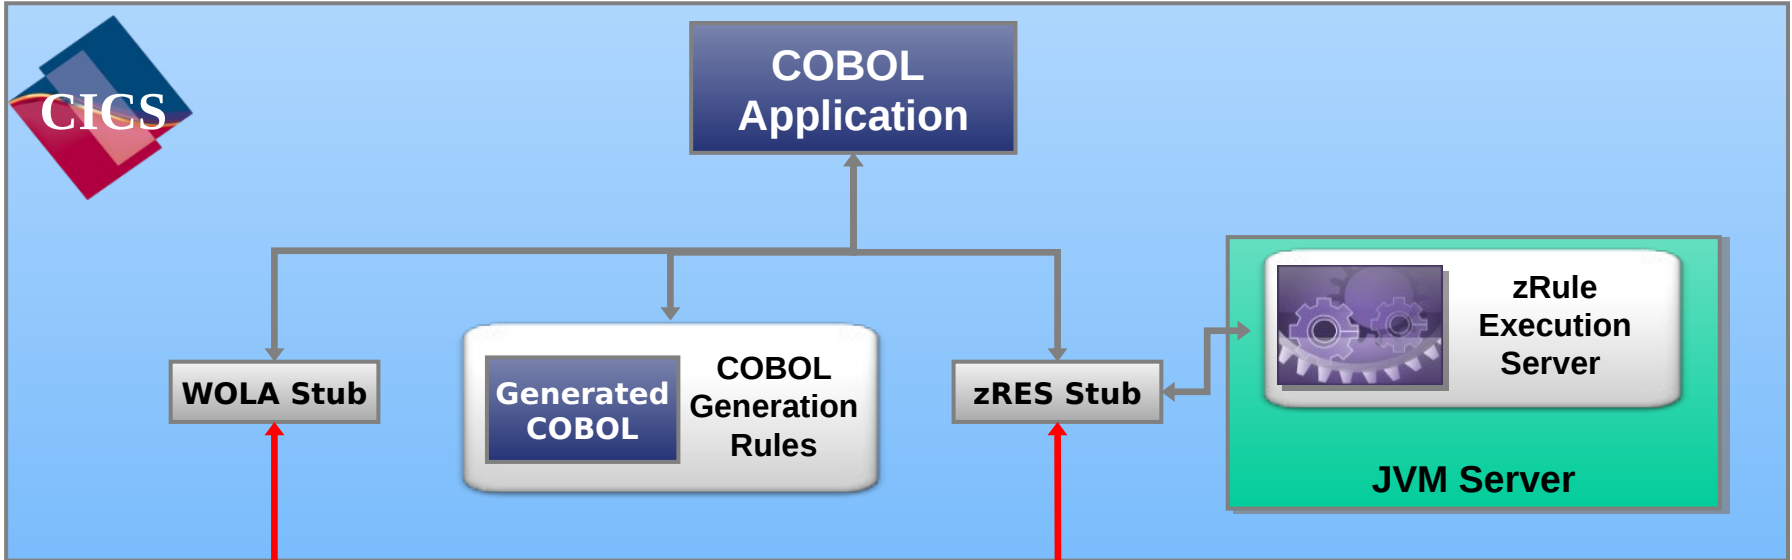 CICS
COBOL
Application
zRule
Execution
Server
WOLA Stub
Generated
COBOL
COBOL
Generation
Rules
zRES Stub
JVM Server